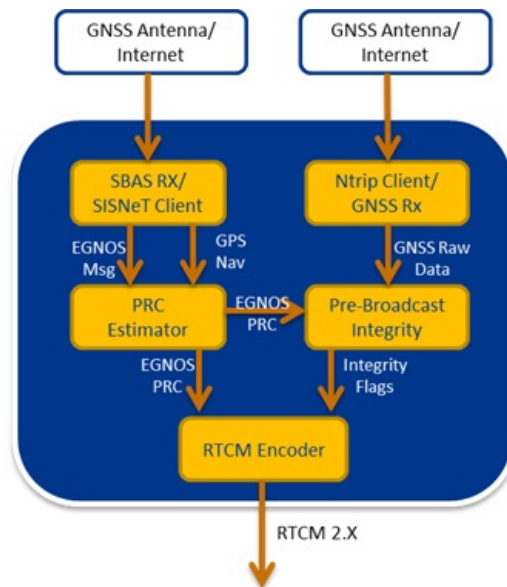 GNSS Antenna/
Internet
GNSS Antenna/
Internet
SBAS RX/
SISNeT Client
Ntrip Client/
GNSS Rx
EGNOS
Msg
GPS
Nav
GNSS Raw
Data
PRC
Estimator
EGNOS
PRC
Pre-Broadcast
Integrity
EGNOS
PRC
Integrity
Flags
RTCM Encoder
RTCM 2.X